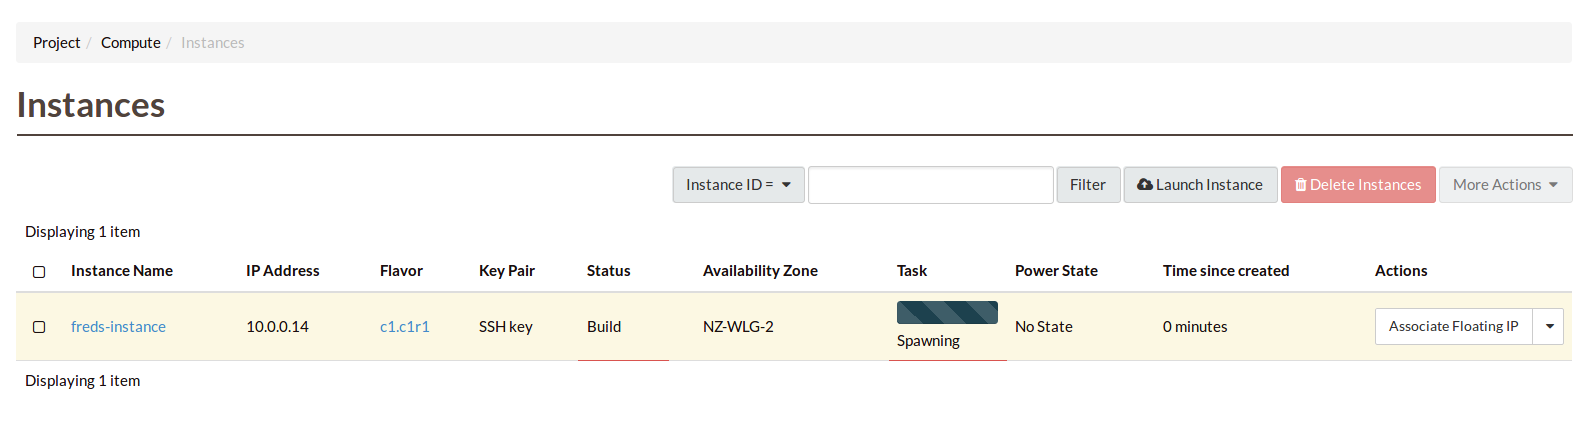 Project / Compute / Instances
Instances
Instance ID = Filter Launch Instance Delete Instances More Actions
Displaying 1 item
Instance Name IP Address Flavor Key Pair Status Availability Zone Task Power State Time since created Actions
freds-instance 10.0.0.14 c1.c1r1 SSH key Build NZ-WLG-2 No State 0 minutes Associate Floating IP
Spawning
Displaying 1 item